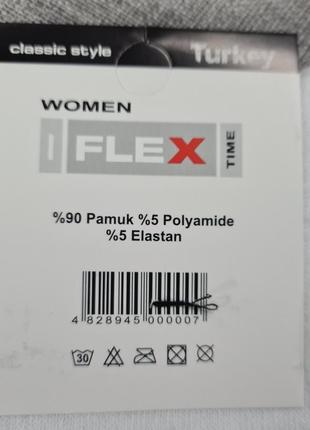 classic style Turkey
WOMEN
FLEX TIME
%90 Pamuk %5 Polyamide
%5 Elastan
4 828945 000007
30